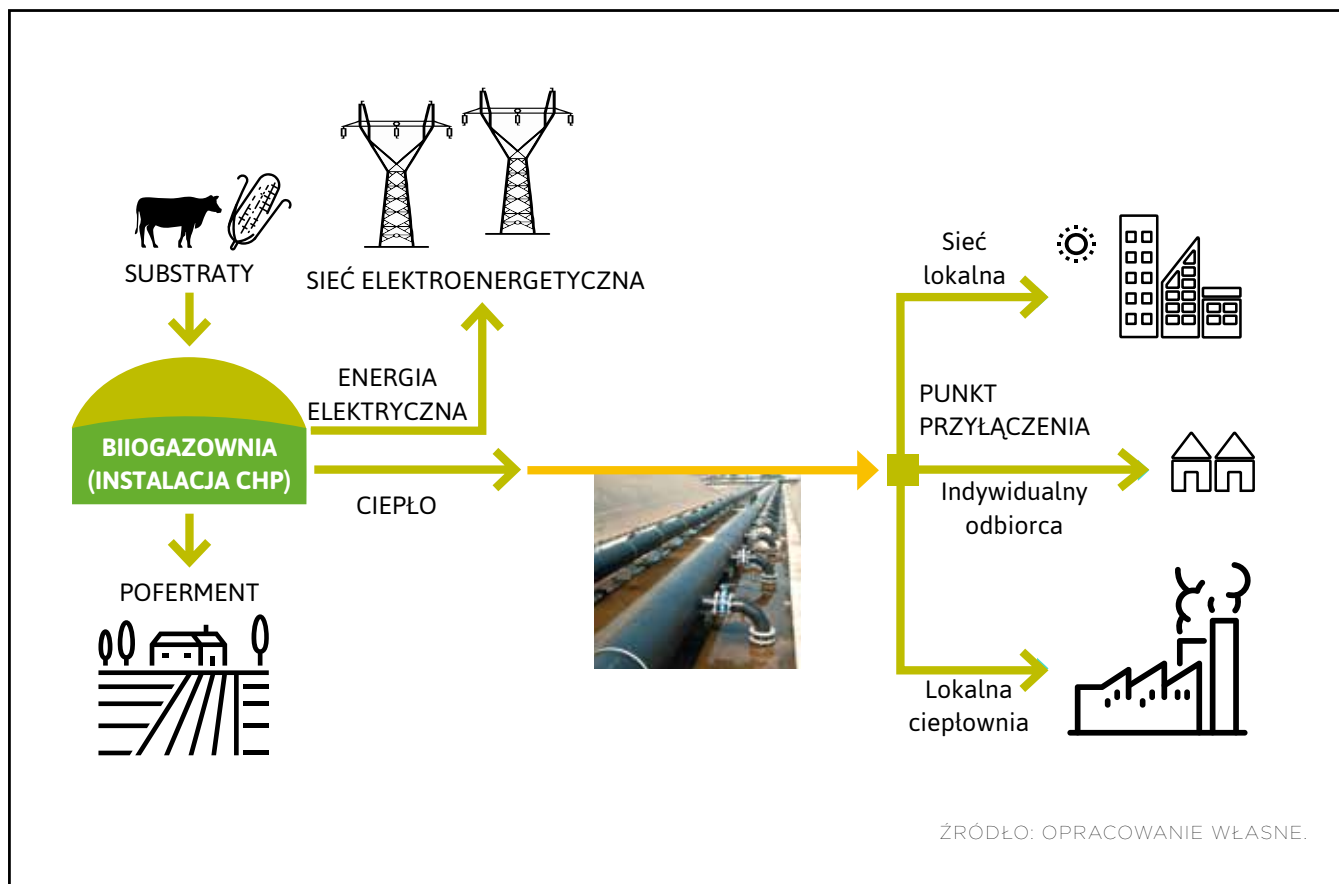 SUBSTRATY
SIEĆ ELEKTROENERGETYCZNA
ENERGIA
ELEKTRYCZNA
BIIOGAZOWNIA
(INSTALACJA CHP)
CIEPŁO
POFERMENT
Sieć
lokalna
PUNKT
PRZYŁĄCZENIA
Indywidualny
odbiorca
Lokalna
ciepłownia
ŹRÓDŁO: OPRACOWANIE WŁASNE.